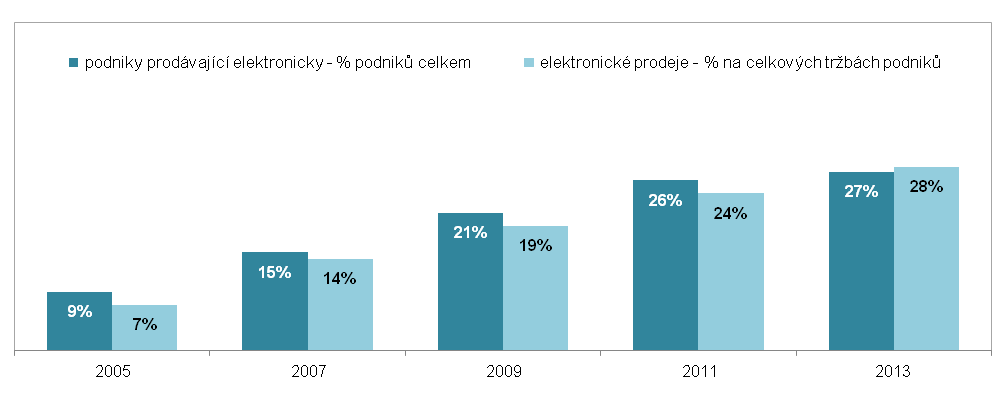 podniky prodávající elektronicky - % podniků celkem elektronické prodeje - % na celkových tržbách podniků
9% 7% 15% 14% 21% 19% 26% 24% 27% 28%
2005 2007 2009 2011 2013